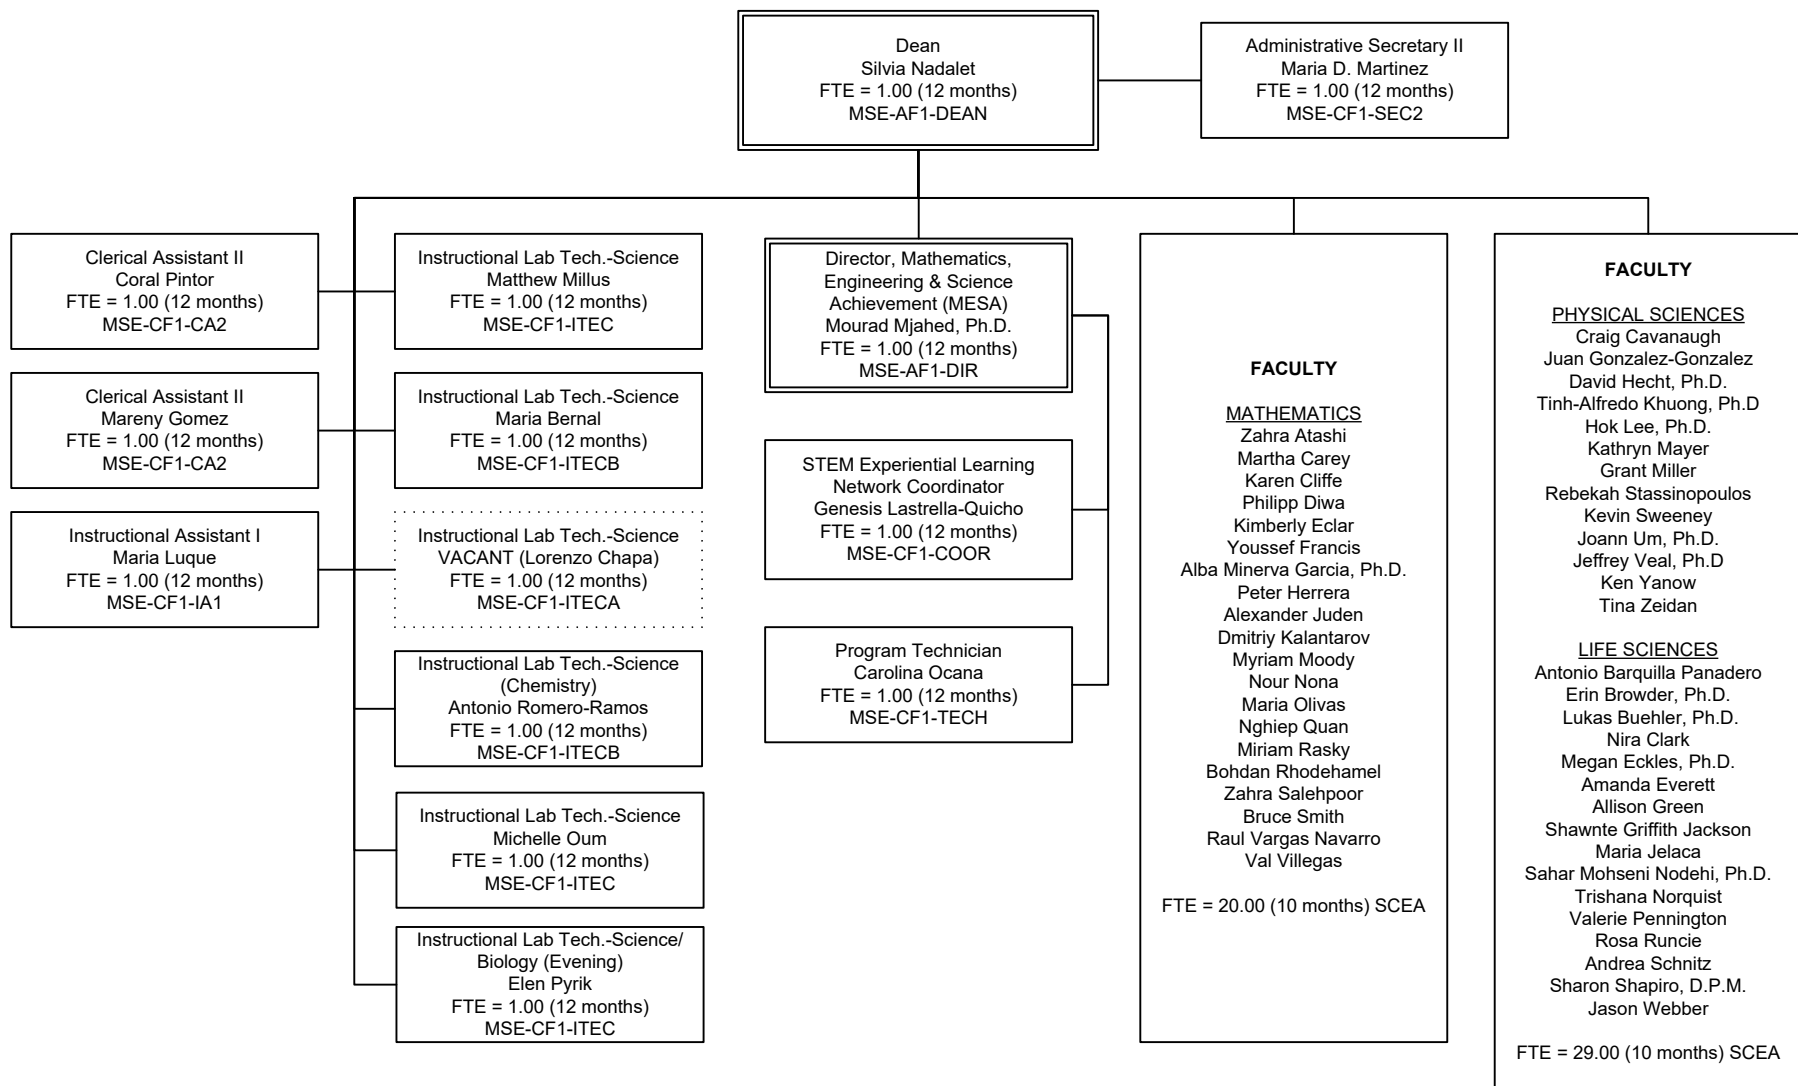 Dean
Silvia Nadalet
FTE = 1.00 (12 months)
MSE-AF1-DEAN
Administrative Secretary II
Maria D. Martinez
FTE = 1.00 (12 months)
MSE-CF1-SEC2
Clerical Assistant II
Coral Pintor
FTE = 1.00 (12 months)
MSE-CF1-CA2
Clerical Assistant II
Mareny Gomez
FTE = 1.00 (12 months)
MSE-CF1-CA2
Instructional Assistant I
Maria Luque
FTE = 1.00 (12 months)
MSE-CF1-IA1
Instructional Lab Tech.-Science
Matthew Millus
FTE = 1.00 (12 months)
MSE-CF1-ITEC
Instructional Lab Tech.-Science
Maria Bernal
FTE = 1.00 (12 months)
MSE-CF1-ITECB
Instructional Lab Tech.-Science
VACANT (Lorenzo Chapa)
FTE = 1.00 (12 months)
MSE-CF1-ITECA
Instructional Lab Tech.-Science
(Chemistry)
Antonio Romero-Ramos
FTE = 1.00 (12 months)
MSE-CF1-ITECB
Instructional Lab Tech.-Science
Michelle Oum
FTE = 1.00 (12 months)
MSE-CF1-ITEC
Instructional Lab Tech.-Science/
Biology (Evening)
Elen Pyrik
FTE = 1.00 (12 months)
MSE-CF1-ITEC
Director, Mathematics,
Engineering & Science
Achievement (MESA)
Mourad Mjahed, Ph.D.
FTE = 1.00 (12 months)
MSE-AF1-DIR
STEM Experiential Learning
Network Coordinator
Genesis Lastrella-Quicho
FTE = 1.00 (12 months)
MSE-CF1-COOR
Program Technician
Carolina Ocana
FTE = 1.00 (12 months)
MSE-CF1-TECH
FACULTY
MATHEMATICS
Zahra Atashi
Martha Carey
Karen Cliffe
Philipp Diwa
Kimberly Eclar
Youssef Francis
Alba Minerva Garcia, Ph.D.
Peter Herrera
Alexander Juden
Dmitriy Kalantarov
Myriam Moody
Nour Nona
Maria Olivas
Nghiep Quan
Miriam Rasky
Bohdan Rhodehamel
Zahra Salehpoor
Bruce Smith
Raul Vargas Navarro
Val Villegas
FTE = 20.00 (10 months) SCEA
FACULTY
PHYSICAL SCIENCES
Craig Cavanaugh
Juan Gonzalez-Gonzalez
David Hecht, Ph.D.
Tinh-Alfredo Khuong, Ph.D
Hok Lee, Ph.D.
Kathryn Mayer
Grant Miller
Rebekah Stassinopoulos
Kevin Sweeney
Joann Um, Ph.D.
Jeffrey Veal, Ph.D
Ken Yanow
Tina Zeidan
LIFE SCIENCES
Antonio Barquilla Panadero
Erin Browder, Ph.D.
Lukas Buehler, Ph.D.
Nira Clark
Megan Eckles, Ph.D.
Amanda Everett
Allison Green
Shawnte Griffith Jackson
Maria Jelaca
Sahar Mohseni Nodehi, Ph.D.
Trishana Norquist
Valerie Pennington
Rosa Runcie
Andrea Schnitz
Sharon Shapiro, D.P.M.
Jason Webber
FTE = 29.00 (10 months) SCEA